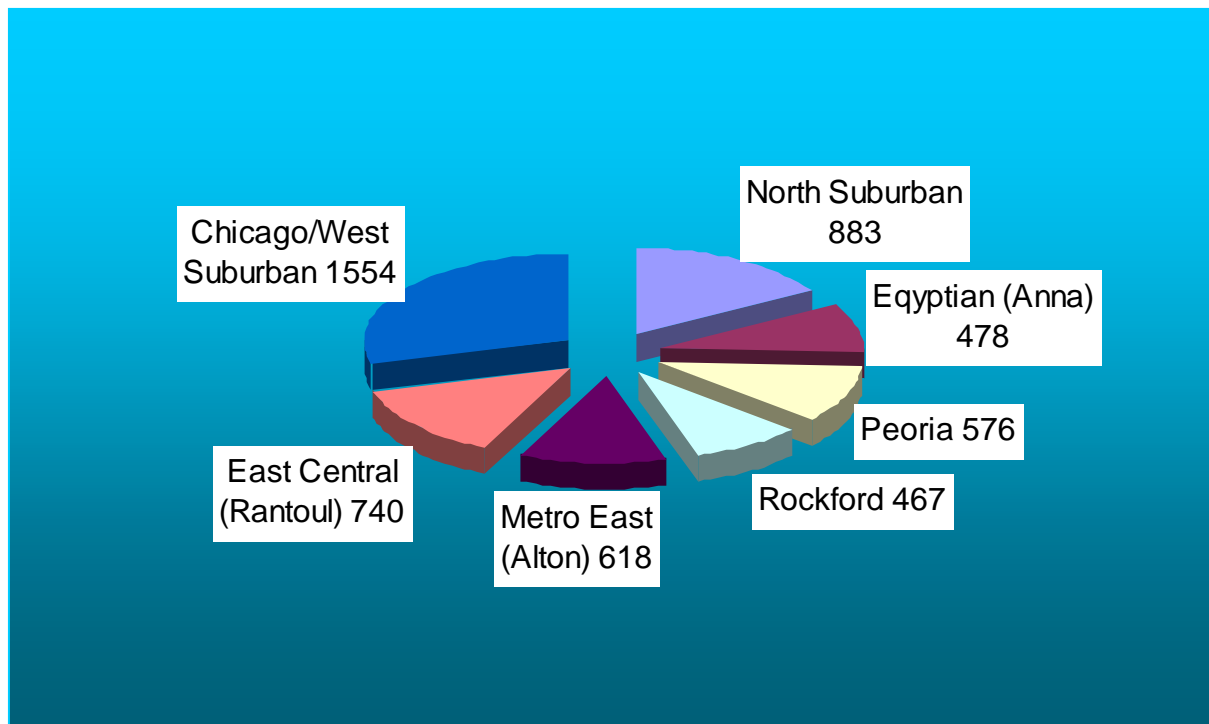 North Suburban
883
Eqyptian (Anna)
478
Peoria 576
Rockford 467
Metro East
(Alton) 618
East Central
(Rantoul) 740
Chicago/West
Suburban 1554